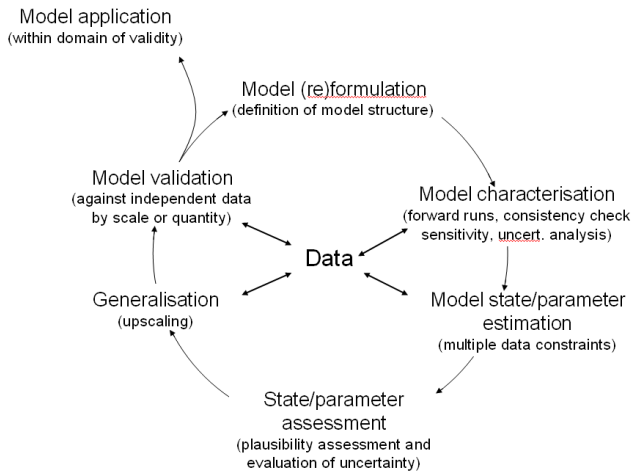 Model application
(within domain of validity)
Model (re)formulation
(definition of model structure)
Model validation
(against independent data
by scale or quantity)
Model characterisation
(forward runs, consistency check
sensitivity, uncert. analysis)
Data
Generalisation
(upscaling)
Model state/parameter
estimation
(multiple data constraints)
State/parameter
assessment
(plausibility assessment and
evaluation of uncertainty)